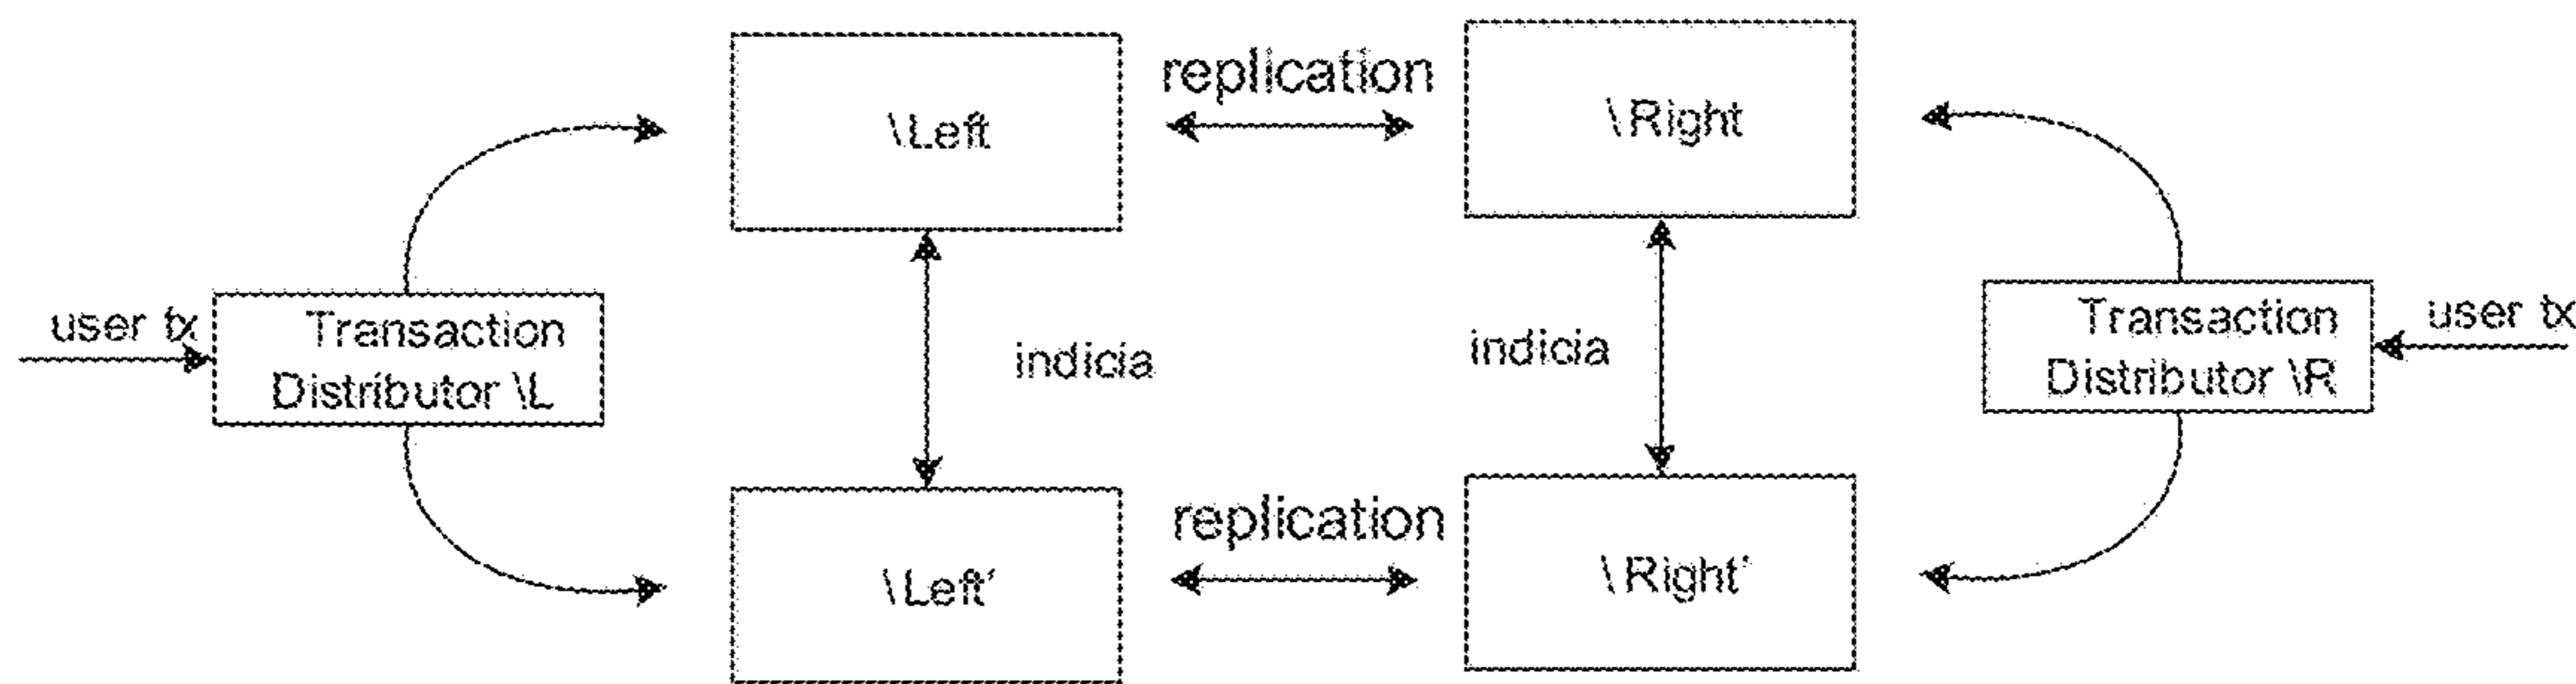 \Left
replication
\Right
user tx
Transaction
Distributor \L
indicia
indicia
Transaction
Distributor \R
user tx
\Left'
replication
\Right'